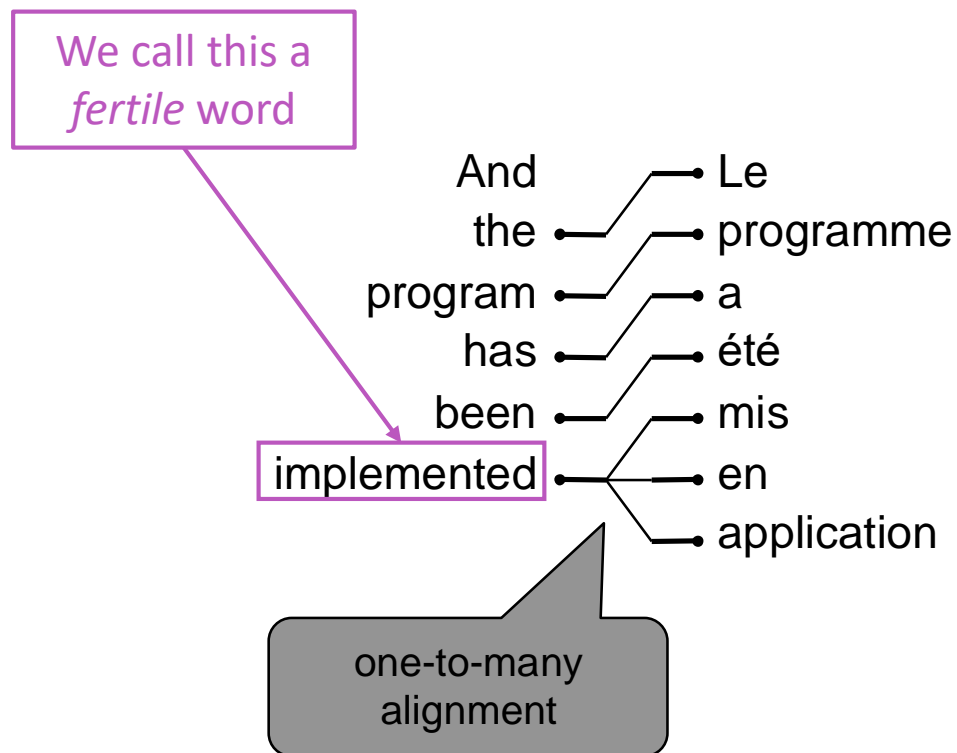 We call this a
fertile word
And Le
the programme
program a
has été
been mis
implemented en
application
one-to-many
alignment